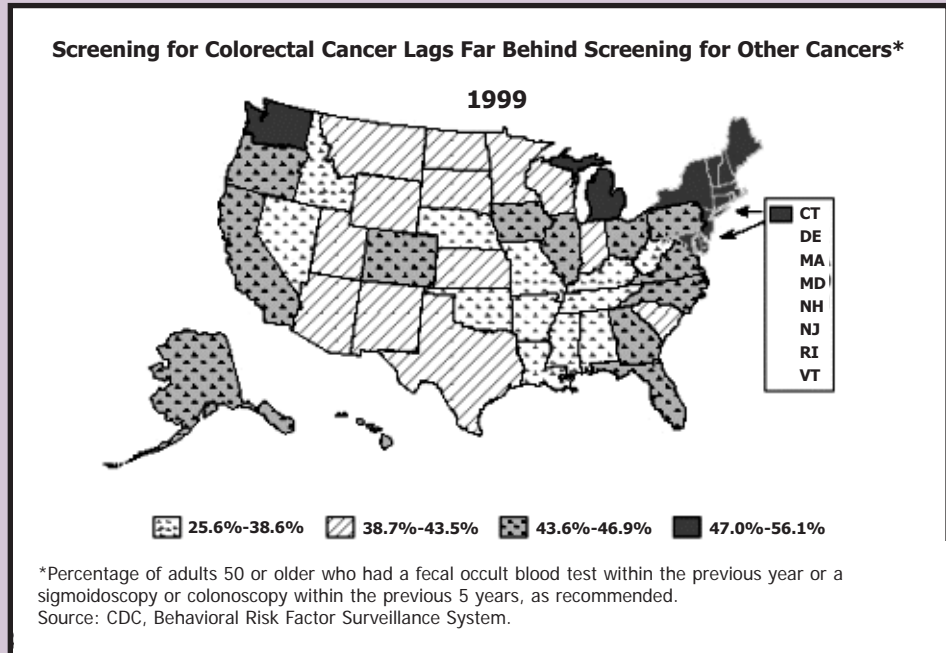 Screening for Colorectal Cancer Lags Far Behind Screening for Other Cancers*
1999
CT
DE
MA
MD
NH
NJ
RI
VT
25.6%-38.6% 38.7%-43.5% 43.6%-46.9% 47.0%-56.1%
*Percentage of adults 50 or older who had a fecal occult blood test within the previous year or a
sigmoidoscopy or colonoscopy within the previous 5 years, as recommended.
Source: CDC, Behavioral Risk Factor Surveillance System.